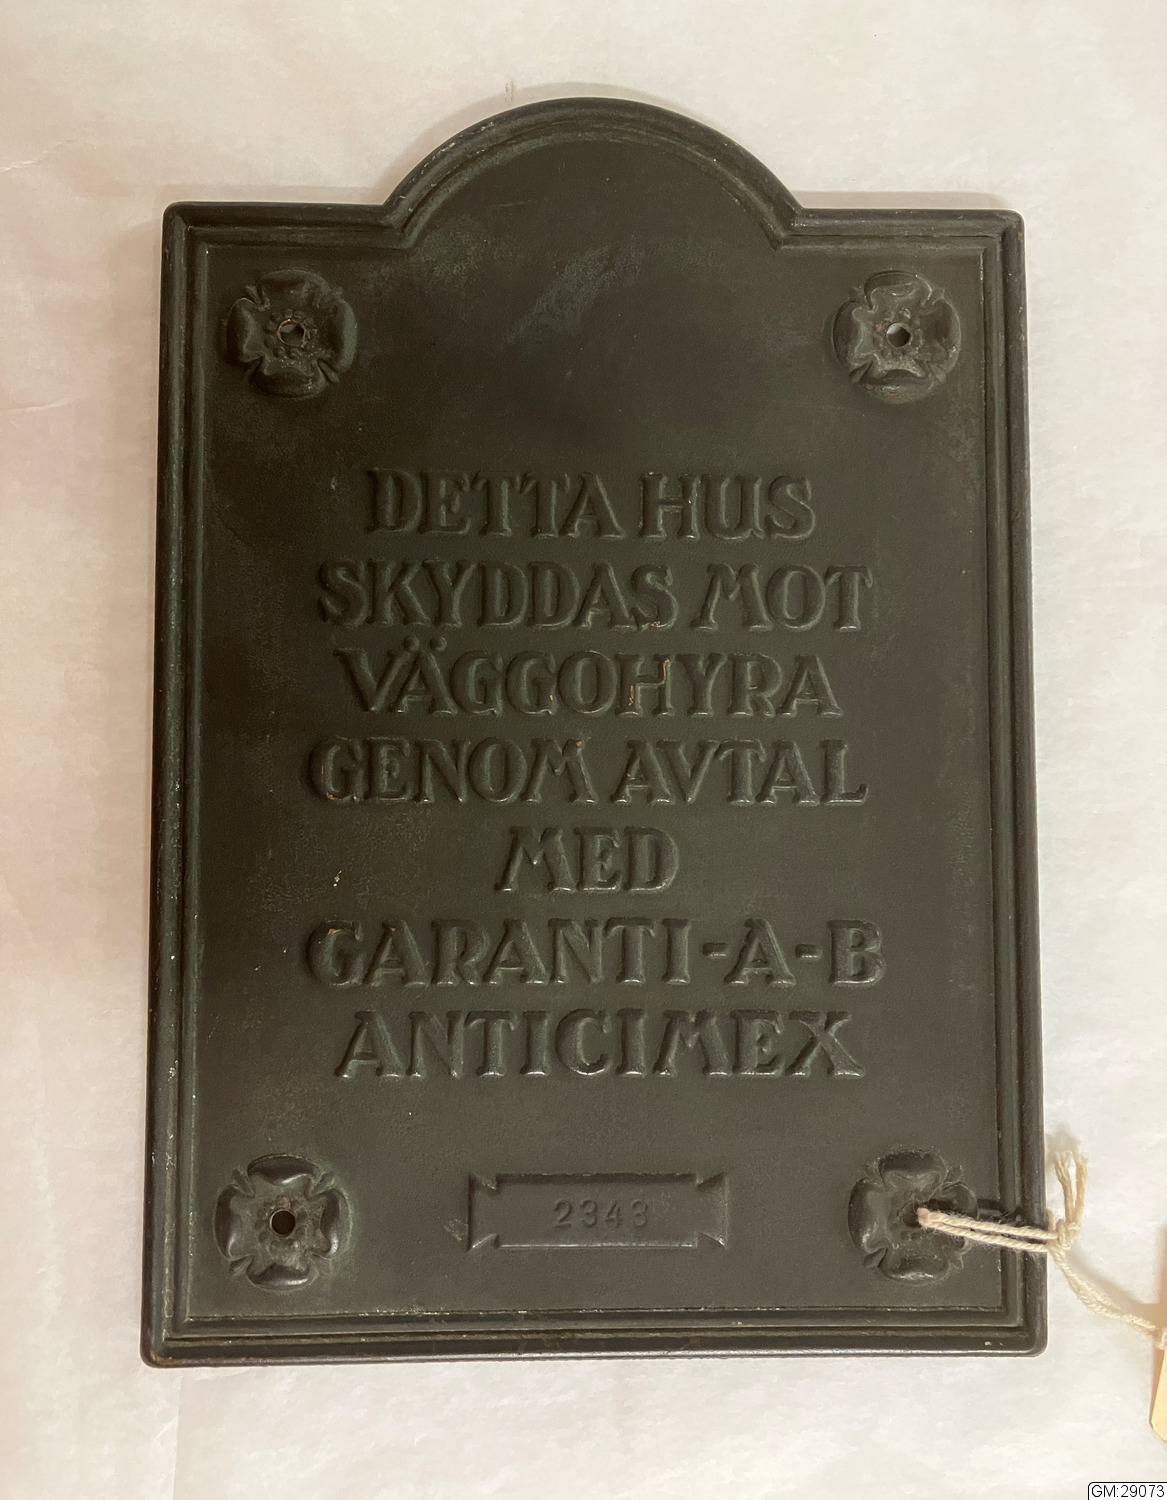 DETTA HUS
SKYDDAS MOT
VÄGGOHYRA
GENOM AVTAL
MED
GARANTI-A-B
ANTICIMEX
2343
GM:29073